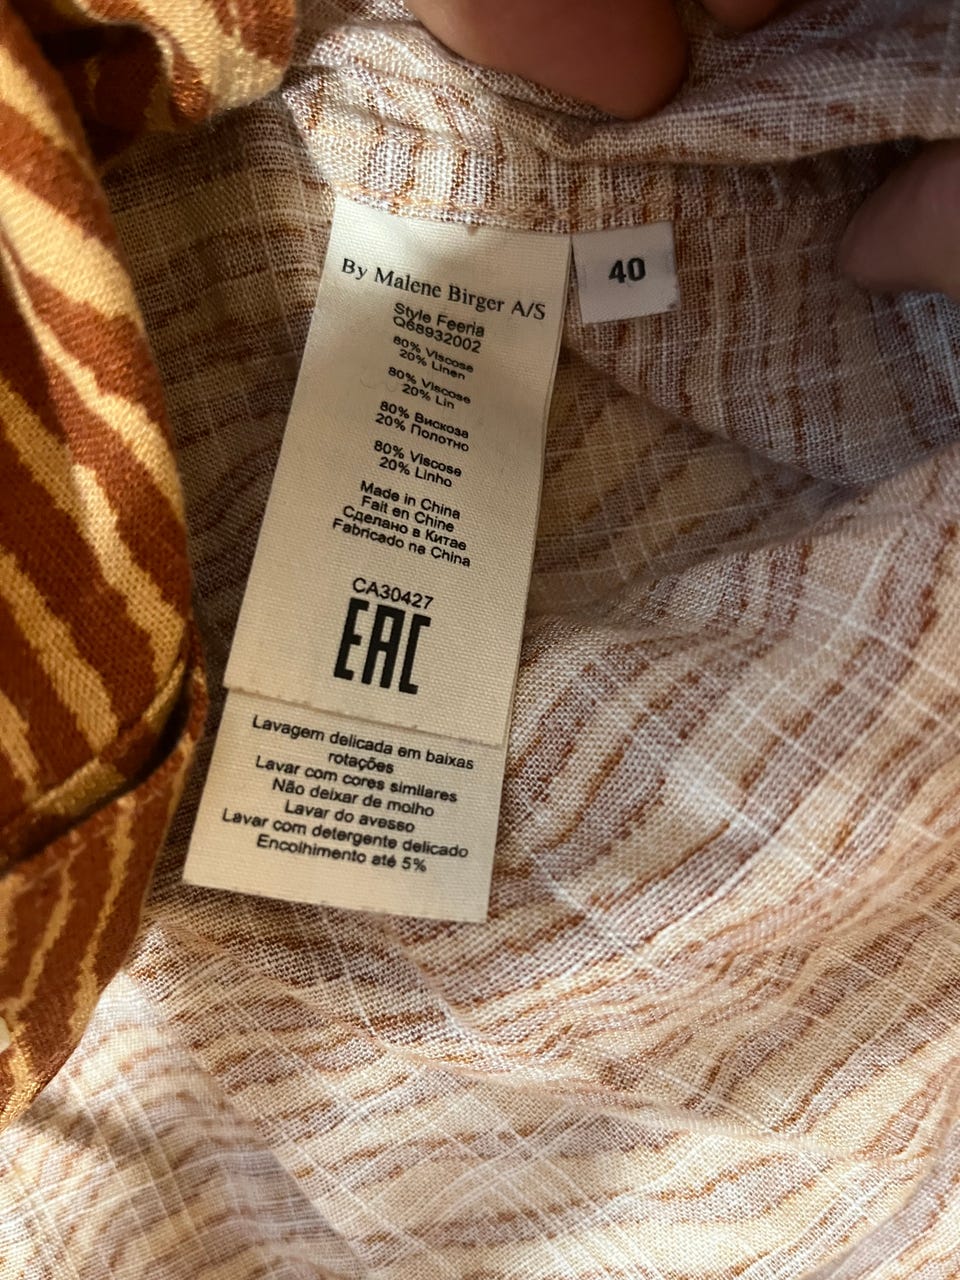 By Malene Birger A/S
40
Style Feeria
Q68932002
80% Viscose
20% Linen
80% Viscose
20% Lin
80% Вискоза
20% Полотно
80% Viscose
20% Linho
Made in China
Fait en Chine
Сделано в Китае
Fabricado na China
CA30427
EAC
Lavagem delicada em baixas
rotações
Lavar com cores similares
Não deixar de molho
Lavar do avesso
Lavar com detergente delicado
Encolhimento até 5%